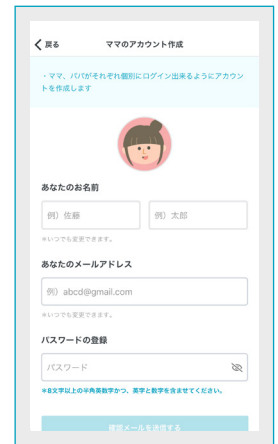 戻る ママのアカウント作成
・ママ、パパがそれぞれ個別にログイン出来るようにアカウン
トを作成します
あなたのお名前
例）佐藤 例）太郎
※いつでも変更できます。
あなたのメールアドレス
例）abcd@gmail.com
※いつでも変更できます。
パスワードの登録
パスワード
※8文字以上の半角英数字かつ、英字と数字を含ませてください。
確認メールを送信する